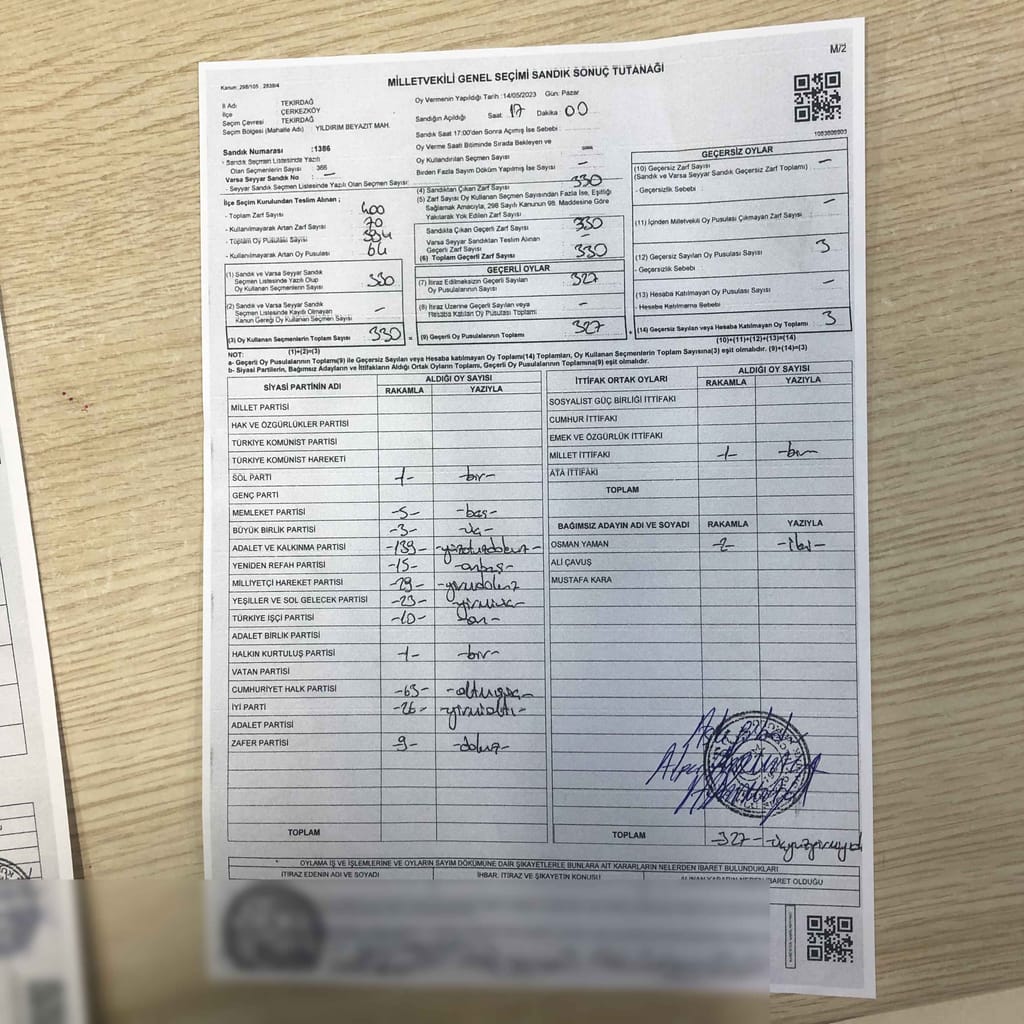 M/2
Kanun: 298/105 , 2839/4
MİLLETVEKİLİ GENEL SEÇİMİ SANDIK SONUÇ TUTANAĞI
İl Adı TEKİRDAĞ
İlçe ÇERKEZKÖY
Seçim Çevresi TEKİRDAĞ
Seçim Bölgesi (Mahalle Adı) YILDIRIM BEYAZIT MAH.
Sandık Numarası :1386
- Sandık Seçmen Listesinde Yazılı
Olan Seçmenlerin Sayısı : 366
Varsa Seyyar Sandık No : —
- Seyyar Sandık Seçmen Listesinde Yazılı Olan Seçmen Sayısı:
Oy Vermenin Yapıldığı Tarih :14/05/2023 Gün: Pazar
Sandığın Açıldığı Saat 17 Dakika 00
Sandık Saat 17:00'den Sonra Açımış İse Sebebi :
Oy Verme Saati Bitiminde Sırada Bekleyen ve
Oy Kullandırılan Seçmen Sayısı
Birden Fazla Sayım Döküm Yapılmış İse Sayısı : —
1083608803
İlçe Seçim Kurulundan Teslim Alınan ;
- Toplam Zarf Sayısı 400
- Kullanılmayarak Artan Zarf Sayısı 70
- Toplam Oy Pusulası Sayısı 394
- Kullanılmayarak Artan Oy Pusulası 64
(1) Sandık ve Varsa Seyyar Sandık
Seçmen Listesinde Yazılı Olup
Oy Kullanan Seçmenlerin Sayısı 330
(2) Sandık ve Varsa Seyyar Sandık
Seçmen Listesinde Kayıtlı Olmayan
Kanun Gereği Oy Kullanan Seçmen Sayısı —
(3) Oy Kullanan Seçmenlerin Toplam Sayısı 330 =
(1)+(2)=(3)
(4) Sandıktan Çıkan Zarf Sayısı 330
(5) Zarf Sayısı Oy Kullanan Seçmen Sayısından Fazla İse, Eşitliği
Sağlamak Amacıyla, 298 Sayılı Kanunun 98. Maddesine Göre
Yakılarak Yok Edilen Zarf Sayısı —
Sandıkta Çıkan Geçerli Zarf Sayısı 330
Varsa Seyyar Sandıktan Teslim Alınan
Geçerli Zarf Sayısı —
(6) Toplam Geçerli Zarf Sayısı 330
GEÇERLİ OYLAR
(7) İtiraz Edilmeksizin Geçerli Sayılan
Oy Pusulalarının Sayısı 327
(8) İtiraz Üzerine Geçerli Sayılan veya
Hesaba Katılan Oy Pusulası Toplamı —
(9) Geçerli Oy Pusulalarının Toplamı 327 +
GEÇERSİZ OYLAR
(10) Geçersiz Zarf Sayısı —
(Sandık ve Varsa Seyyar Sandık Geçersiz Zarf Toplamı)
- Geçersizlik Sebebi :
(11) İçinden Milletvekili Oy Pusulası Çıkmayan Zarf Sayısı —
(12) Geçersiz Sayılan Oy Pusulası Sayısı 3
- Geçersizlik Sebebi :
(13) Hesaba Katılmayan Oy Pusulası Sayısı —
- Hesaba Katılmama Sebebi :
(14) Geçersiz Sayılan veya Hesaba Katılmayan Oy Toplamı 3
(10)+(11)+(12)+(13)=(14)
NOT:
a- Geçerli Oy Pusulalarının Toplamı(9) ile Geçersiz Sayılan veya Hesaba katılmayan Oy Toplamı(14) Toplamları, Oy Kullanan Seçmenlerin Toplam Sayısına(3) eşit olmalıdır. (9)+(14)=(3)
b- Siyasi Partilerin, Bağımsız Adayların ve İttifakların Aldığı Ortak Oyların Toplamı, Geçerli Oy Pusulalarının Toplamına(9) eşit olmalıdır.
SİYASİ PARTİNİN ADI ALDIĞI OY SAYISI
RAKAMLA YAZIYLA
MİLLET PARTİSİ
HAK VE ÖZGÜRLÜKLER PARTİSİ
TÜRKİYE KOMÜNİST PARTİSİ
TÜRKİYE KOMÜNİST HAREKETİ
SOL PARTİ -1- -bir-
GENÇ PARTİ
MEMLEKET PARTİSİ -5- -beş-
BÜYÜK BİRLİK PARTİSİ -3- -üç-
ADALET VE KALKINMA PARTİSİ -139- -yüzotuzdokuz-
YENİDEN REFAH PARTİSİ -15- -onbeş-
MİLLİYETÇİ HAREKET PARTİSİ -29- -yirmidokuz
YEŞİLLER VE SOL GELECEK PARTİSİ -23- -yirmiüç-
TÜRKİYE İŞÇİ PARTİSİ -10- -on-
ADALET BİRLİK PARTİSİ
HALKIN KURTULUŞ PARTİSİ -1- -bir-
VATAN PARTİSİ
CUMHURİYET HALK PARTİSİ -63- -altmışüç-
İYİ PARTİ -26- -yirmialtı-
ADALET PARTİSİ
ZAFER PARTİSİ -9- -dokuz-
TOPLAM
İTTİFAK ORTAK OYLARI ALDIĞI OY SAYISI
RAKAMLA YAZIYLA
SOSYALİST GÜÇ BİRLİĞİ İTTİFAKI
CUMHUR İTTİFAKI
EMEK VE ÖZGÜRLÜK İTTİFAKI
MİLLET İTTİFAKI -1- -bir-
ATA İTTİFAKI
TOPLAM
BAĞIMSIZ ADAYIN ADI VE SOYADI RAKAMLA YAZIYLA
OSMAN YAMAN -2- -iki-
ALİ ÇAVUŞ
MUSTAFA KARA
TOPLAM -327- -üçyüzyirmiyedi
OYLAMA İŞ VE İŞLEMLERİNE VE OYLARIN SAYIM DÖKÜMÜNE DAİR ŞİKAYETLERLE BUNLARA AİT KARARLARIN NELERDEN İBARET BULUNDUKLARI
İTİRAZ EDENİN ADI VE SOYADI İHBAR, İTİRAZ VE ŞİKAYETİN KONUSU ALINAN KARARIN NEDEN İBARET OLDUĞU